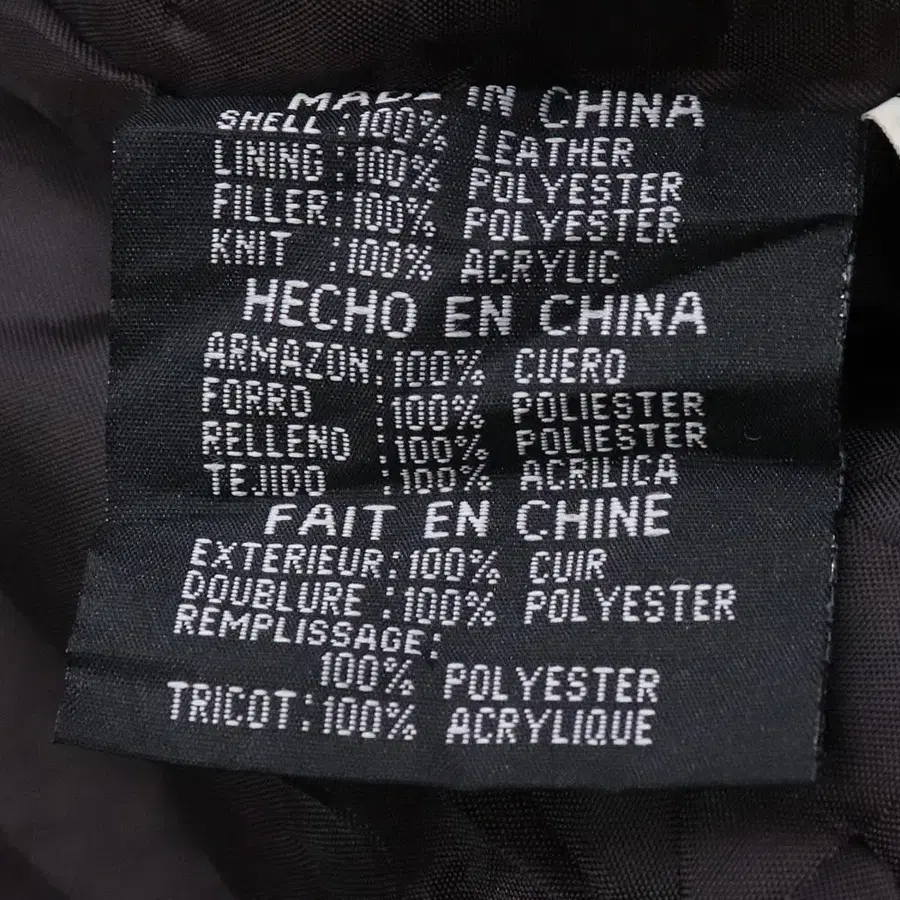 MADE IN CHINA
SHELL :100% LEATHER
LINING :100% POLYESTER
FILLER:100% POLYESTER
KNIT :100% ACRYLIC
HECHO EN CHINA
ARMAZON:100% CUERO
FORRO :100% POLIESTER
RELLENO :100% POLIESTER
TEJIDO :100% ACRILICA
FAIT EN CHINE
EXTERIEUR:100% CUIR
DOUBLURE :100% POLYESTER
REMPLISSAGE:
100% POLYESTER
TRICOT:100% ACRYLIQUE